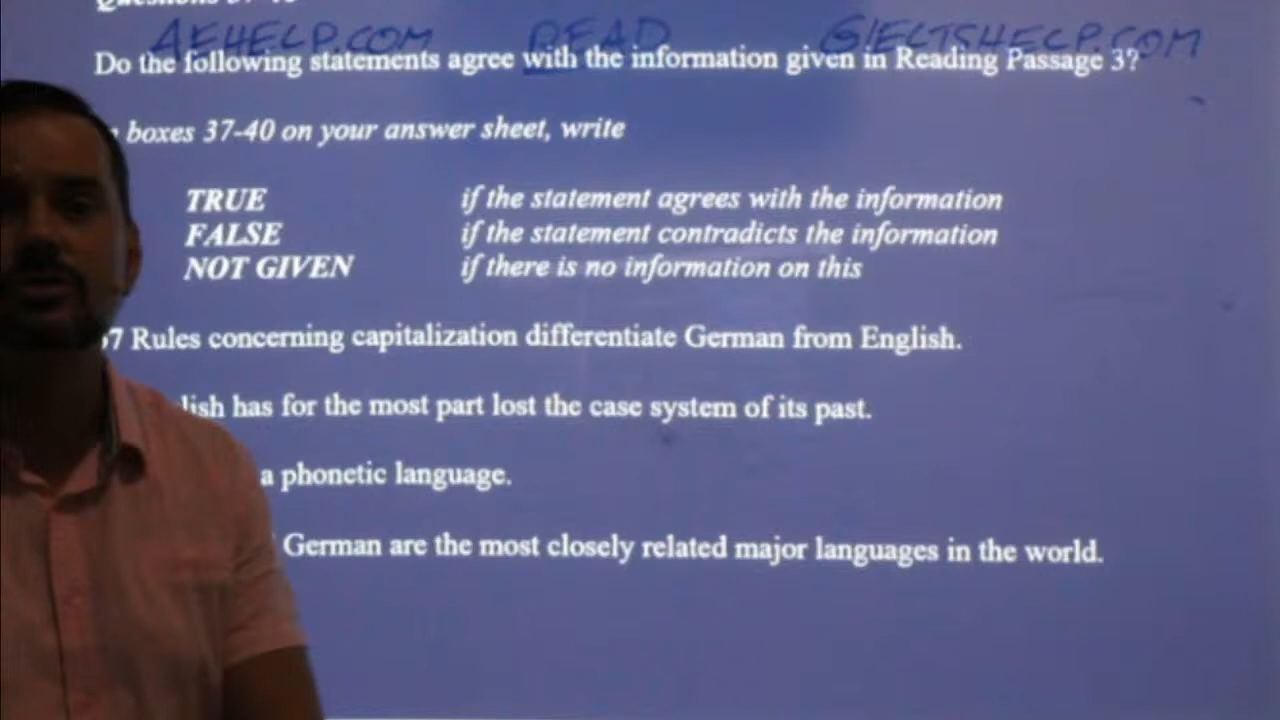 AEHELP.COM READ GIELTSHELP.COM
Do the following statements agree with the information given in Reading Passage 3?
boxes 37-40 on your answer sheet, write
TRUE if the statement agrees with the information
FALSE if the statement contradicts the information
NOT GIVEN if there is no information on this
7 Rules concerning capitalization differentiate German from English.
lish has for the most part lost the case system of its past.
a phonetic language.
German are the most closely related major languages in the world.